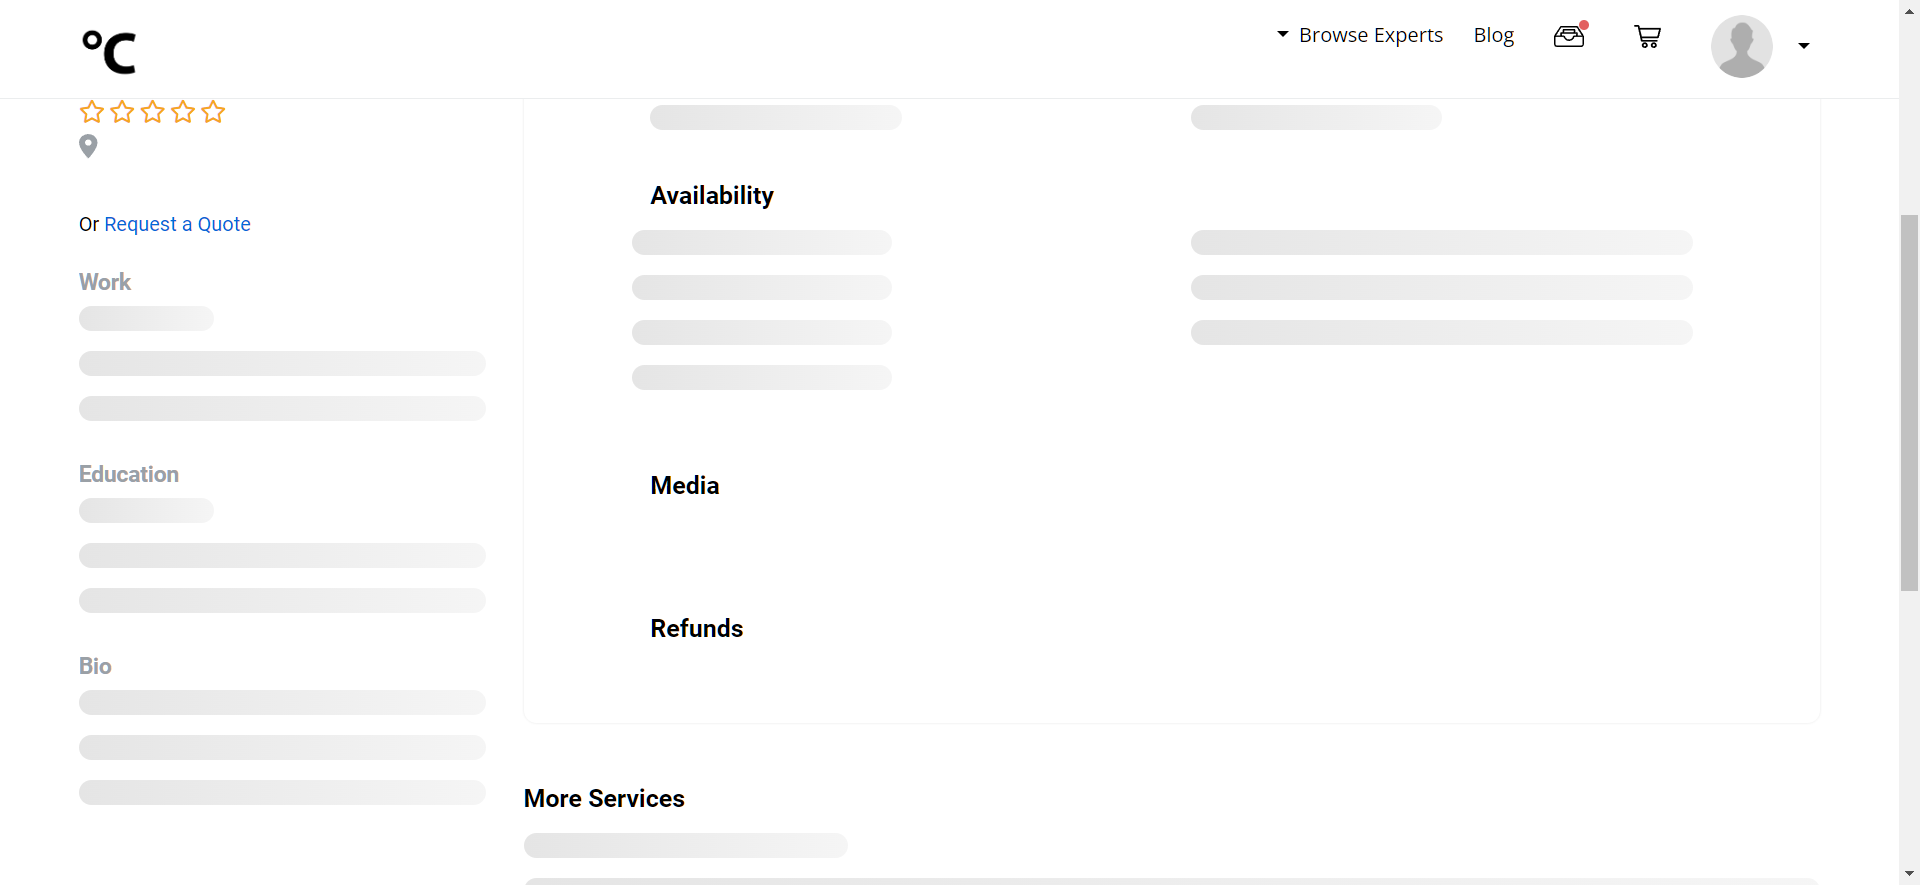 °C
Browse Experts
Blog
Or Request a Quote
Work
Education
Bio
Availability
Media
Refunds
More Services